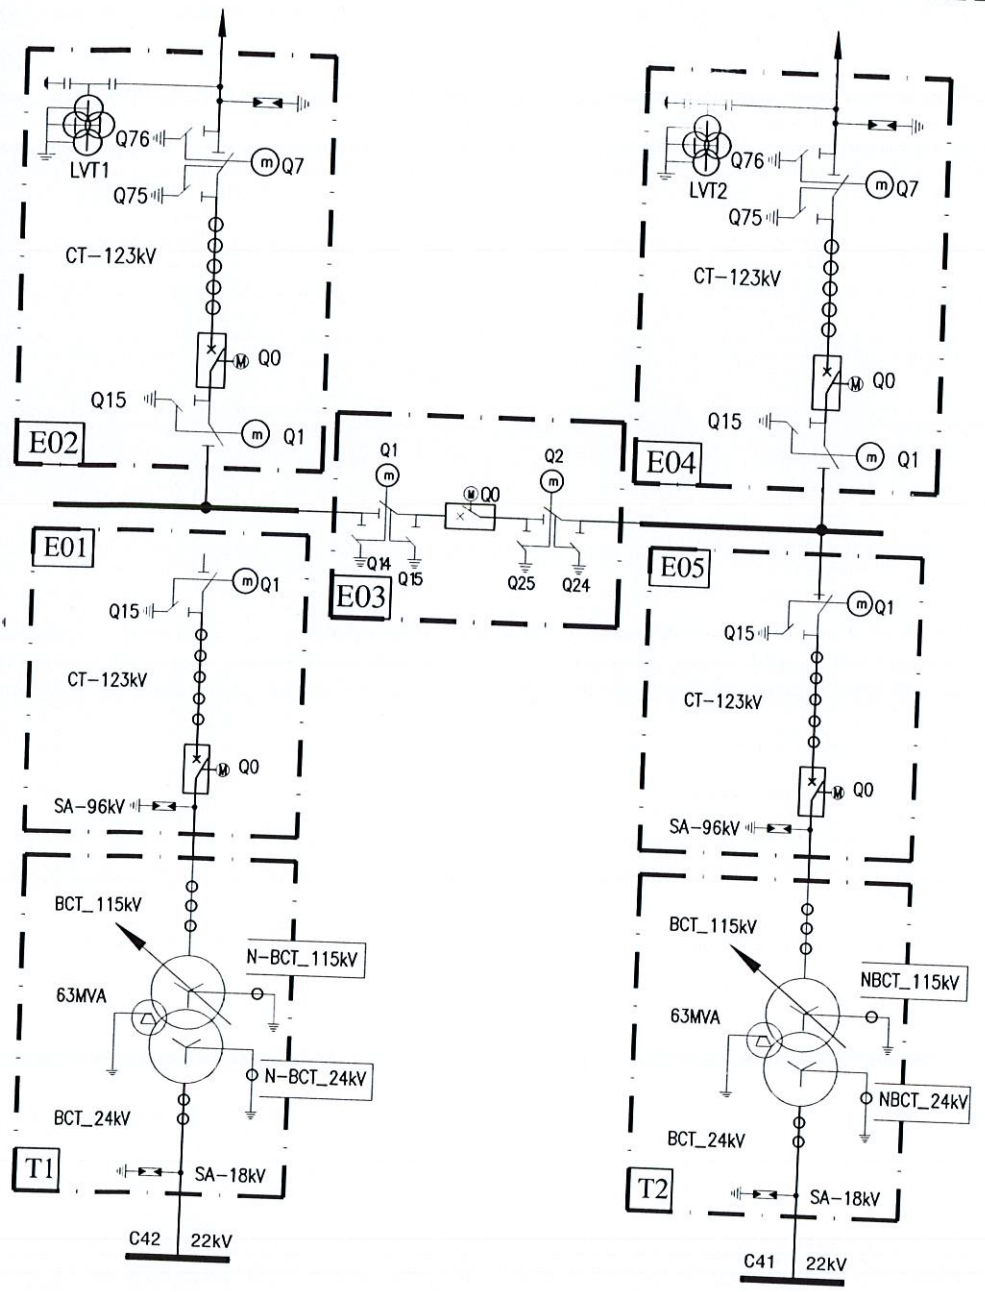 Q76
m
Q7
LVT1
Q75
CT-123kV
M
Q0
Q15
m
Q1
E02
Q76
m
Q7
LVT2
Q75
CT-123kV
M
Q0
Q15
m
Q1
E04
Q1
m
M
Q0
Q2
m
Q14
Q15
Q25
Q24
E03
E01
m
Q1
Q15
CT-123kV
M
Q0
SA-96kV
E05
m
Q1
Q15
CT-123kV
M
Q0
SA-96kV
BCT_115kV
N-BCT_115kV
63MVA
N-BCT_24kV
BCT_24kV
T1
SA-18kV
C42 22kV
BCT_115kV
NBCT_115kV
63MVA
NBCT_24kV
BCT_24kV
T2
SA-18kV
C41 22kV